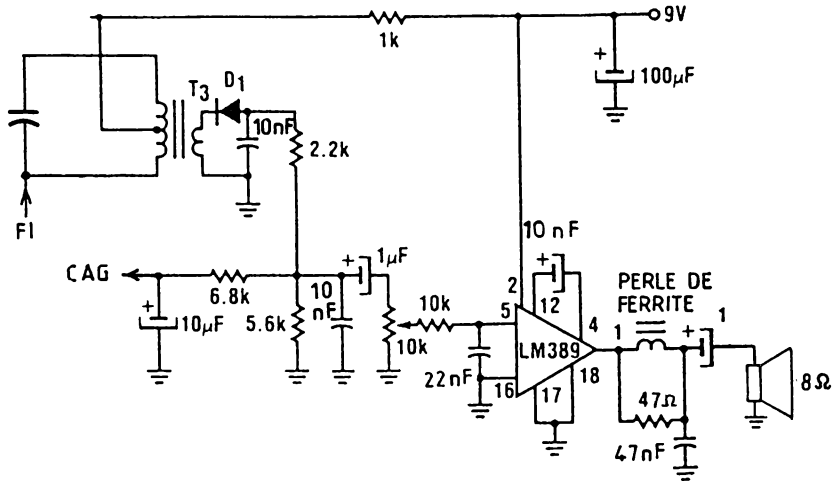 9V
1k
100µF
T3
D1
10nF
2.2k
FI
10 nF
CAG
1µF
PERLE DE
FERRITE
6.8k
10
nF
10k
2
12
5
4
1
1
10µF
5.6k
10k
LM389
8Ω
22nF
16
17
18
47Ω
47nF